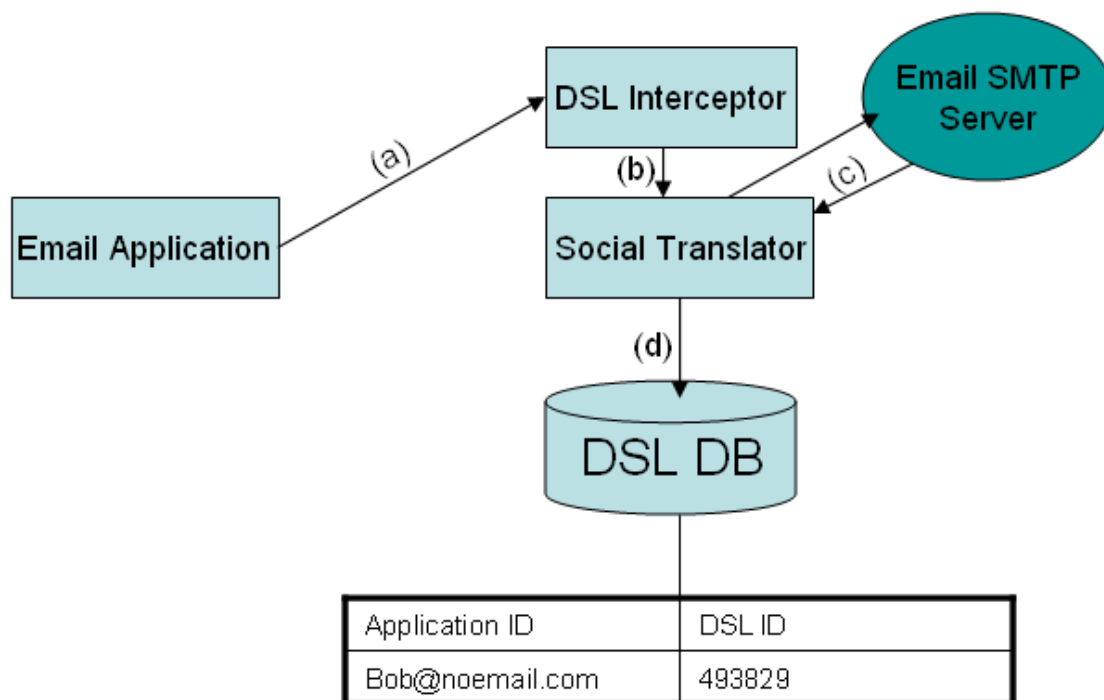 DSL Interceptor
Email SMTP
Server
(a)
(b)
(c)
Email Application
Social Translator
(d)
DSL DB
Application ID DSL ID
Bob@noemail.com 493829